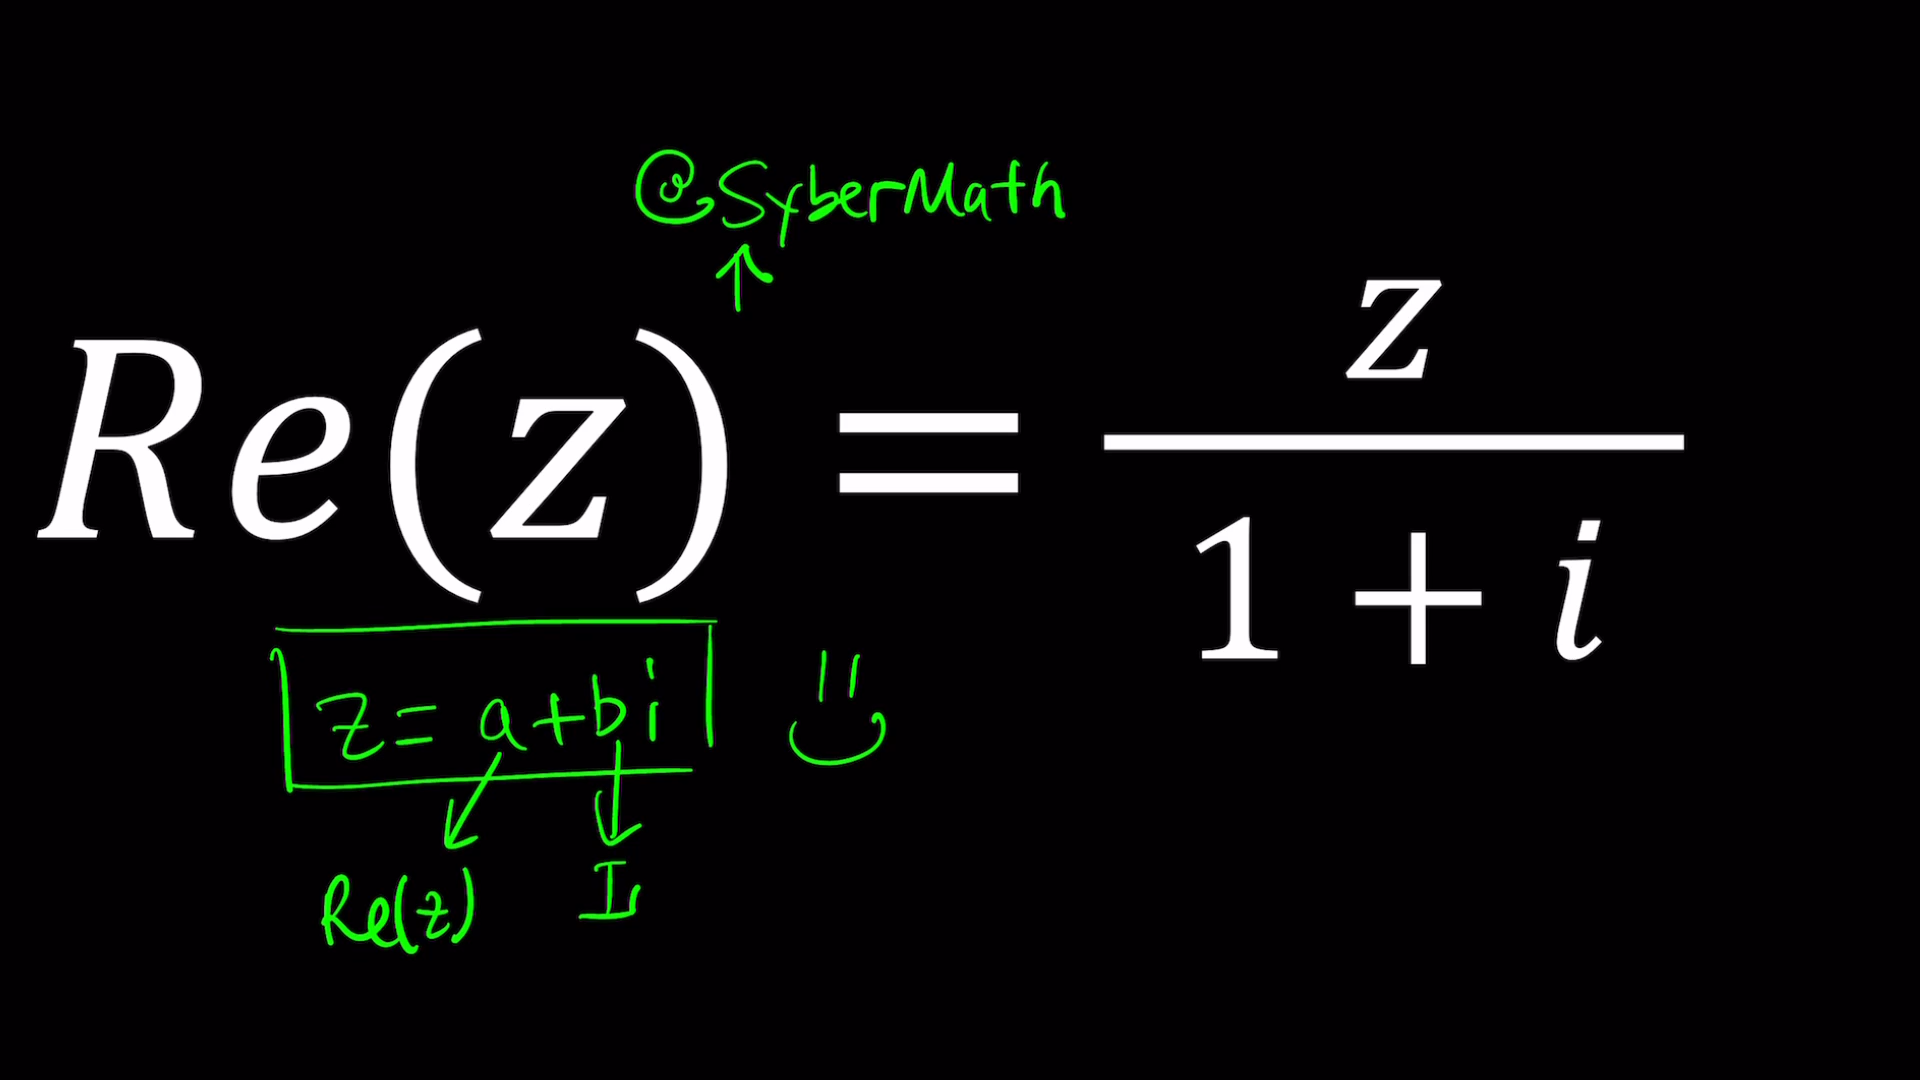 @SyberMath
Re(z) = z / 1 + i
z = a+bi
Re(z) I